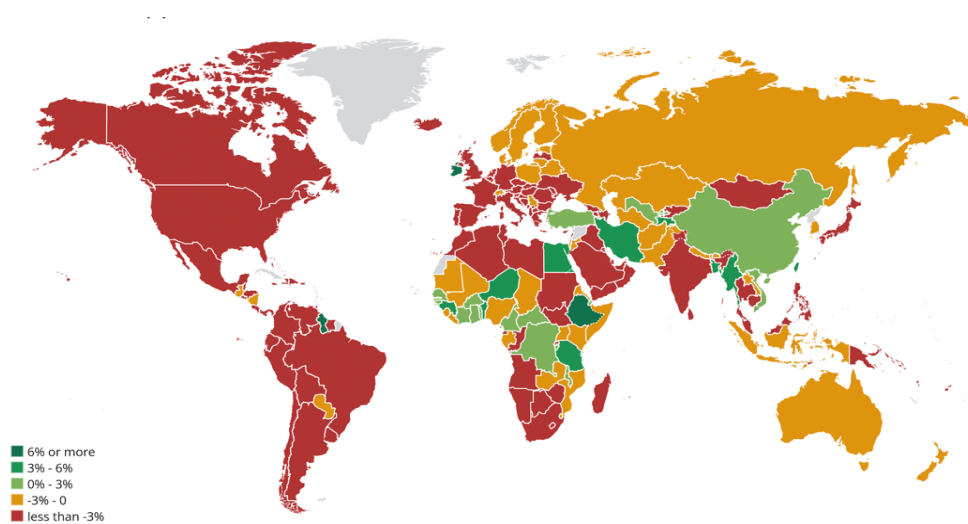 6% or more
3% - 6%
0% - 3%
-3% - 0
less than -3%